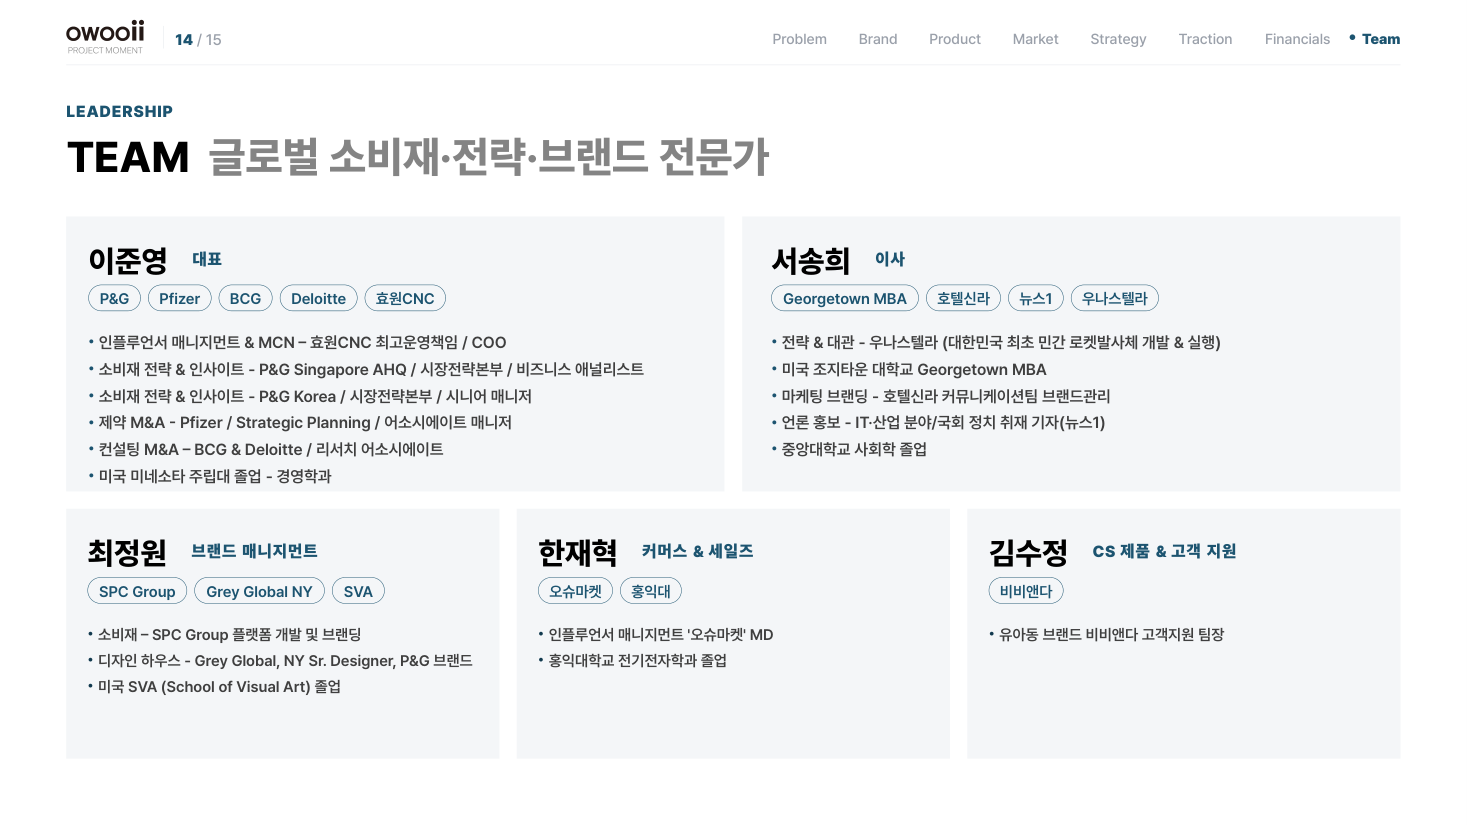 owooii
PROJECT MOMENT
14 / 15
Problem Brand Product Market Strategy Traction Financials • Team
LEADERSHIP
TEAM 글로벌 소비재·전략·브랜드 전문가
이준영 대표
P&G Pfizer BCG Deloitte 효원CNC
• 인플루언서 매니지먼트 & MCN – 효원CNC 최고운영책임 / COO
• 소비재 전략 & 인사이트 - P&G Singapore AHQ / 시장전략본부 / 비즈니스 애널리스트
• 소비재 전략 & 인사이트 - P&G Korea / 시장전략본부 / 시니어 매니저
• 제약 M&A - Pfizer / Strategic Planning / 어소시에이트 매니저
• 컨설팅 M&A – BCG & Deloitte / 리서치 어소시에이트
• 미국 미네소타 주립대 졸업 - 경영학과
서송희 이사
Georgetown MBA 호텔신라 뉴스1 우나스텔라
• 전략 & 대관 - 우나스텔라 (대한민국 최초 민간 로켓발사체 개발 & 실행)
• 미국 조지타운 대학교 Georgetown MBA
• 마케팅 브랜딩 - 호텔신라 커뮤니케이션팀 브랜드관리
• 언론 홍보 - IT·산업 분야/국회 정치 취재 기자(뉴스1)
• 중앙대학교 사회학 졸업
최정원 브랜드 매니지먼트
SPC Group Grey Global NY SVA
• 소비재 – SPC Group 플랫폼 개발 및 브랜딩
• 디자인 하우스 - Grey Global, NY Sr. Designer, P&G 브랜드
• 미국 SVA (School of Visual Art) 졸업
한재혁 커머스 & 세일즈
오슈마켓 홍익대
• 인플루언서 매니지먼트 '오슈마켓' MD
• 홍익대학교 전기전자학과 졸업
김수정 CS 제품 & 고객 지원
비비앤다
• 유아동 브랜드 비비앤다 고객지원 팀장